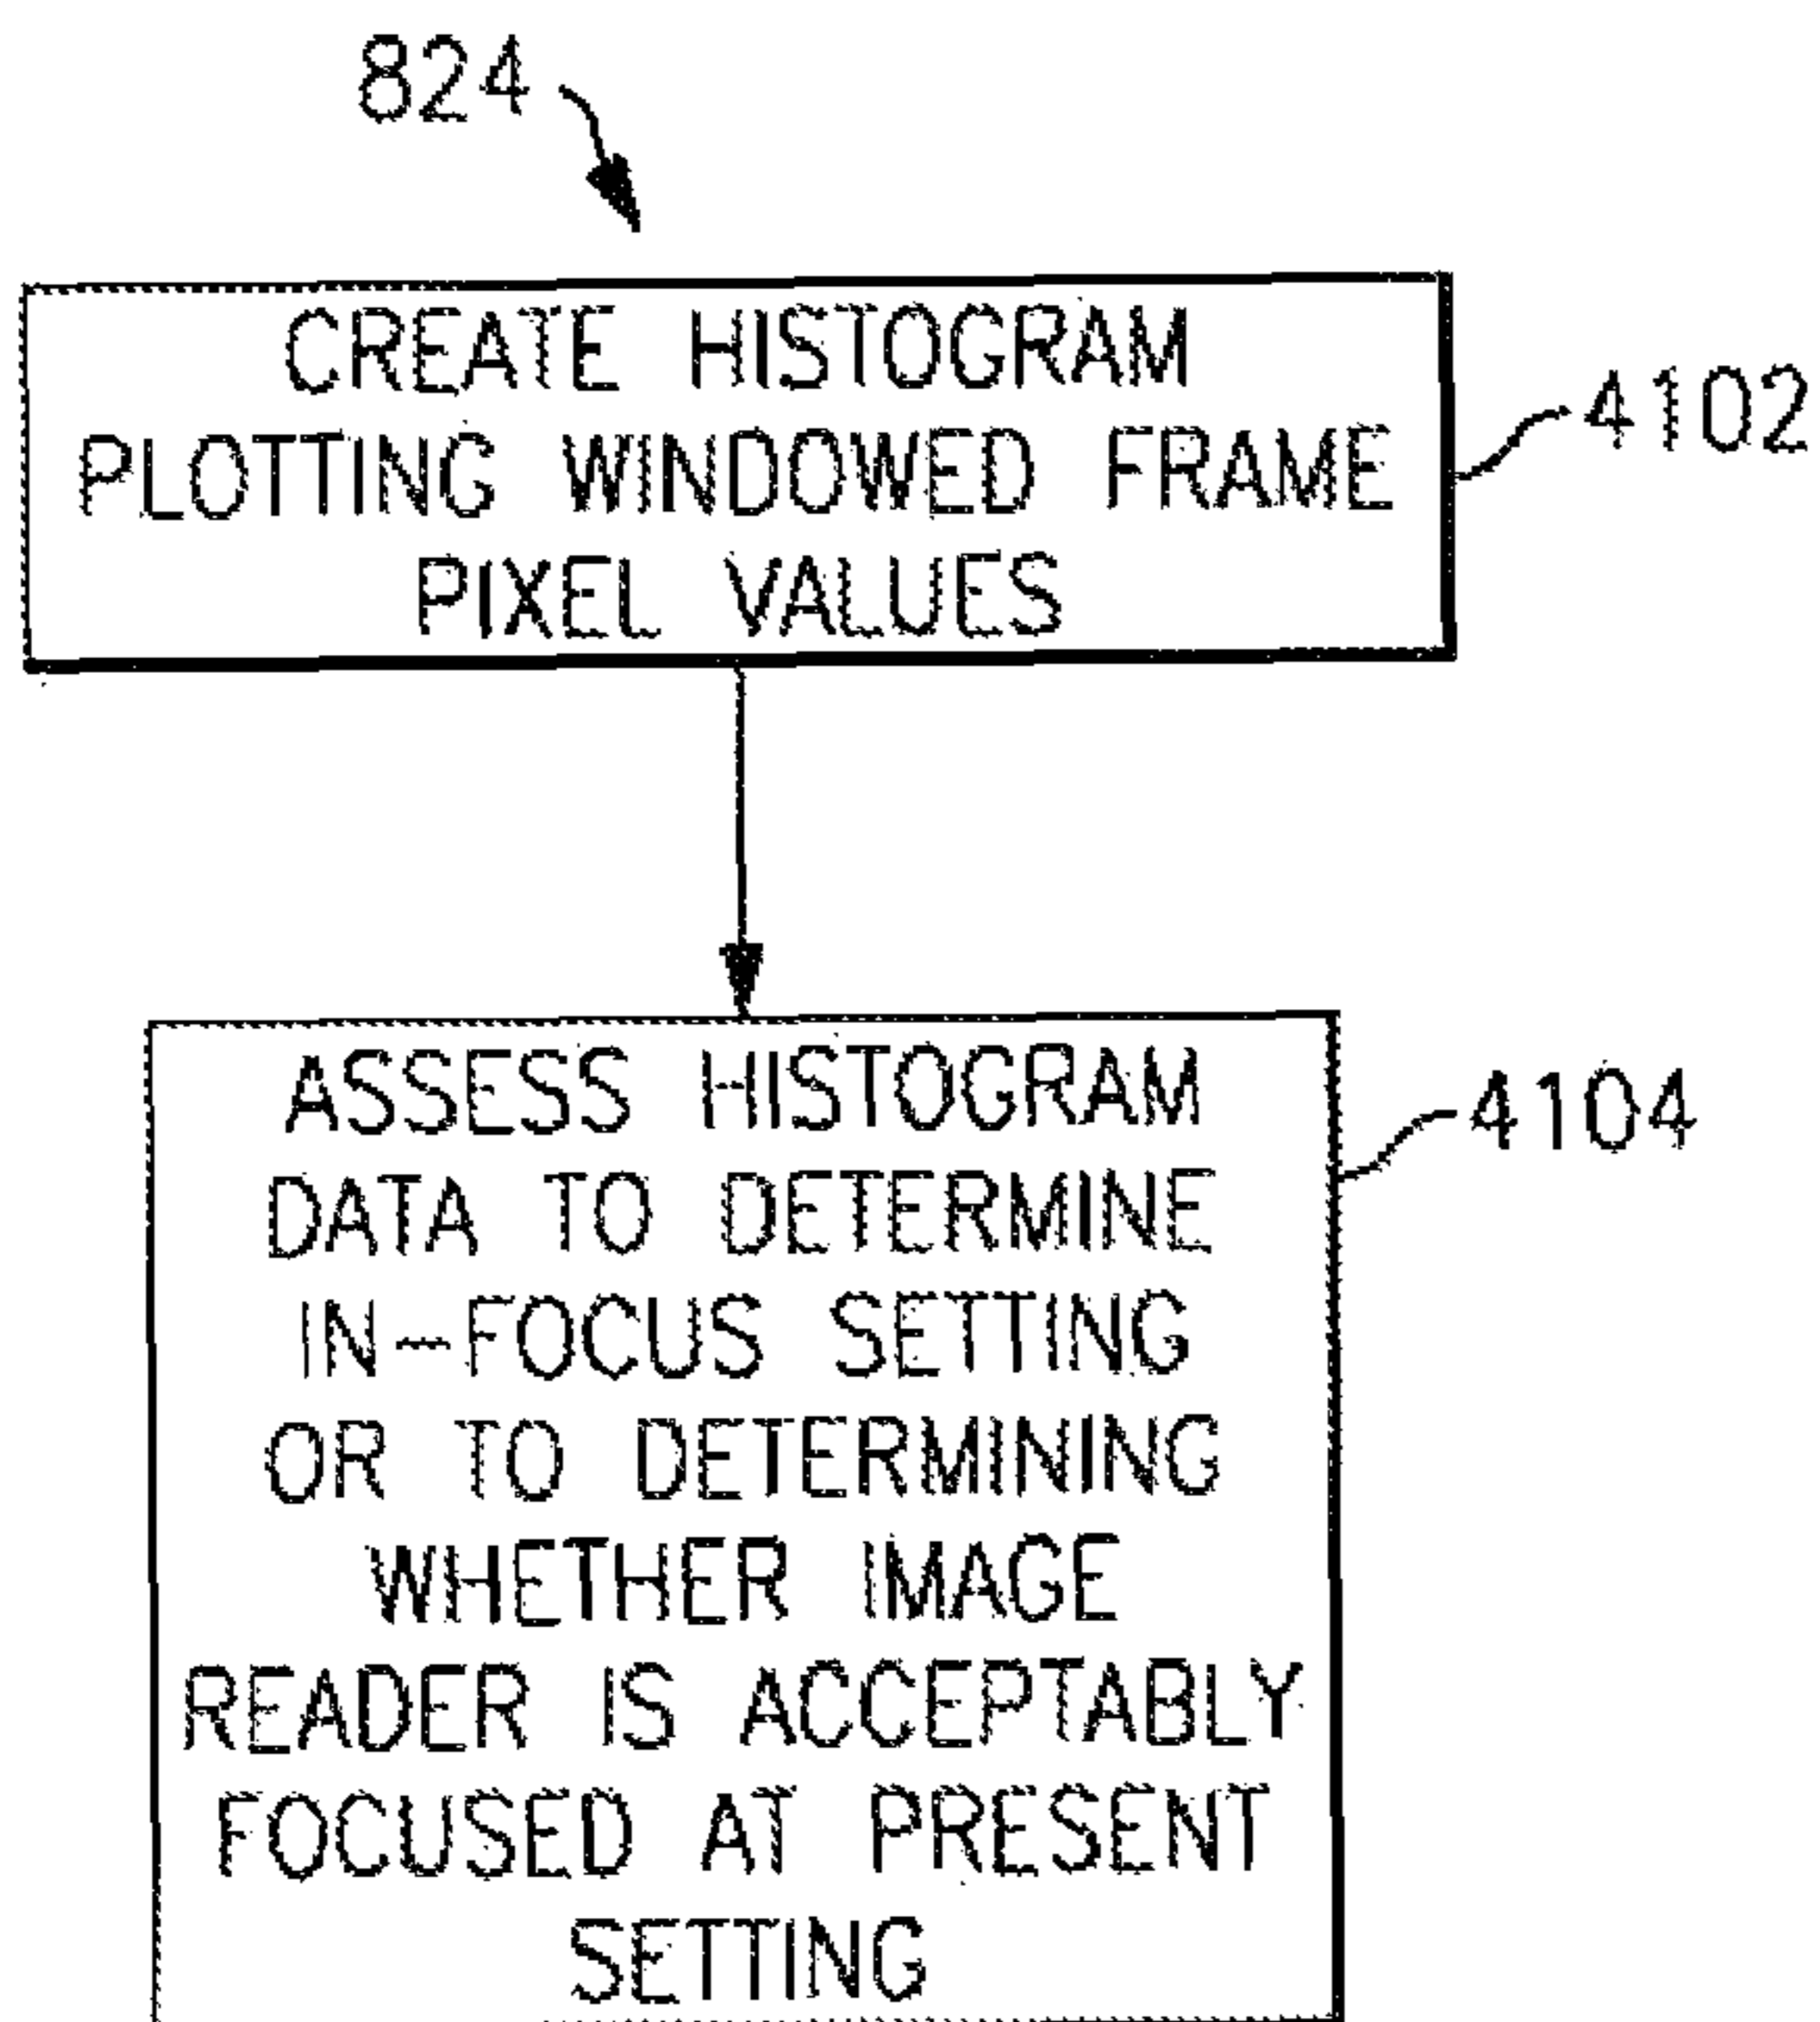 824
CREATE HISTOGRAM
PLOTTING WINDOWED FRAME
PIXEL VALUES
4102
ASSESS HISTOGRAM
DATA TO DETERMINE
IN-FOCUS SETTING
OR TO DETERMINING
WHETHER IMAGE
READER IS ACCEPTABLY
FOCUSED AT PRESENT
SETTING
4104